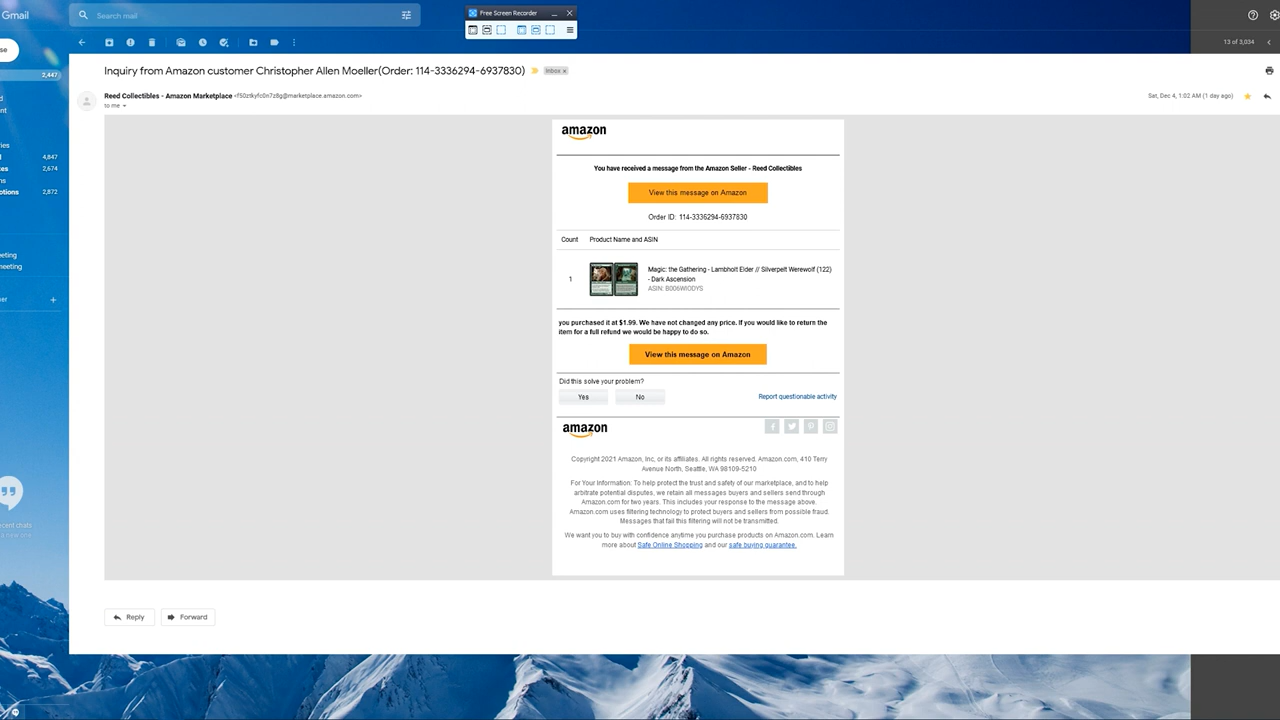 Gmail
Search mail
Free Screen Recorder
13 of 3,034
2,447
Inquiry from Amazon customer Christopher Allen Moeller(Order: 114-3336294-6937830)
Inbox x
Reed Collectibles - Amazon Marketplace <f50ztkyfc0n7z8g@marketplace.amazon.com>
Sat, Dec 4, 1:02 AM (1 day ago)
to me
4,847
2,674
2,872
amazon
You have received a message from the Amazon Seller - Reed Collectibles
View this message on Amazon
Order ID: 114-3336294-6937830
Count Product Name and ASIN
1
Magic: the Gathering - Lambholt Elder // Silverpelt Werewolf (122)
- Dark Ascension
ASIN: B006WIODYS
you purchased it at $1.99. We have not changed any price. If you would like to return the
item for a full refund we would be happy to do so.
View this message on Amazon
Did this solve your problem?
Yes No
Report questionable activity
amazon
Copyright 2021 Amazon, Inc, or its affiliates. All rights reserved. Amazon.com, 410 Terry
Avenue North, Seattle, WA 98109-5210
For Your Information: To help protect the trust and safety of our marketplace, and to help
arbitrate potential disputes, we retain all messages buyers and sellers send through
Amazon.com for two years. This includes your response to the message above.
Amazon.com uses filtering technology to protect buyers and sellers from possible fraud.
Messages that fail this filtering will not be transmitted.
We want you to buy with confidence anytime you purchase products on Amazon.com. Learn
more about Safe Online Shopping and our safe buying guarantee.
Reply Forward